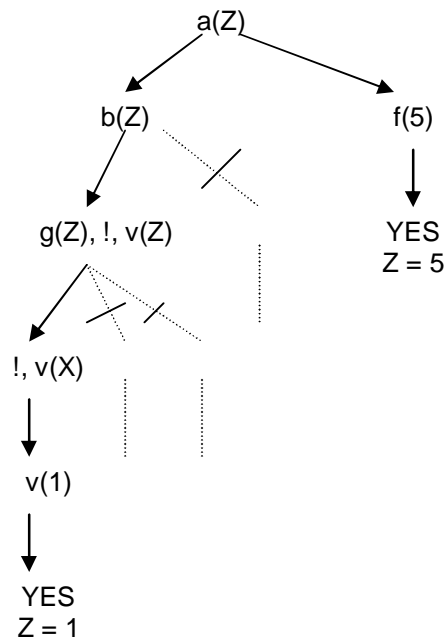 a(Z)
b(Z)
f(5)
g(Z), !, v(Z)
YES
Z = 5
!, v(X)
v(1)
YES
Z = 1